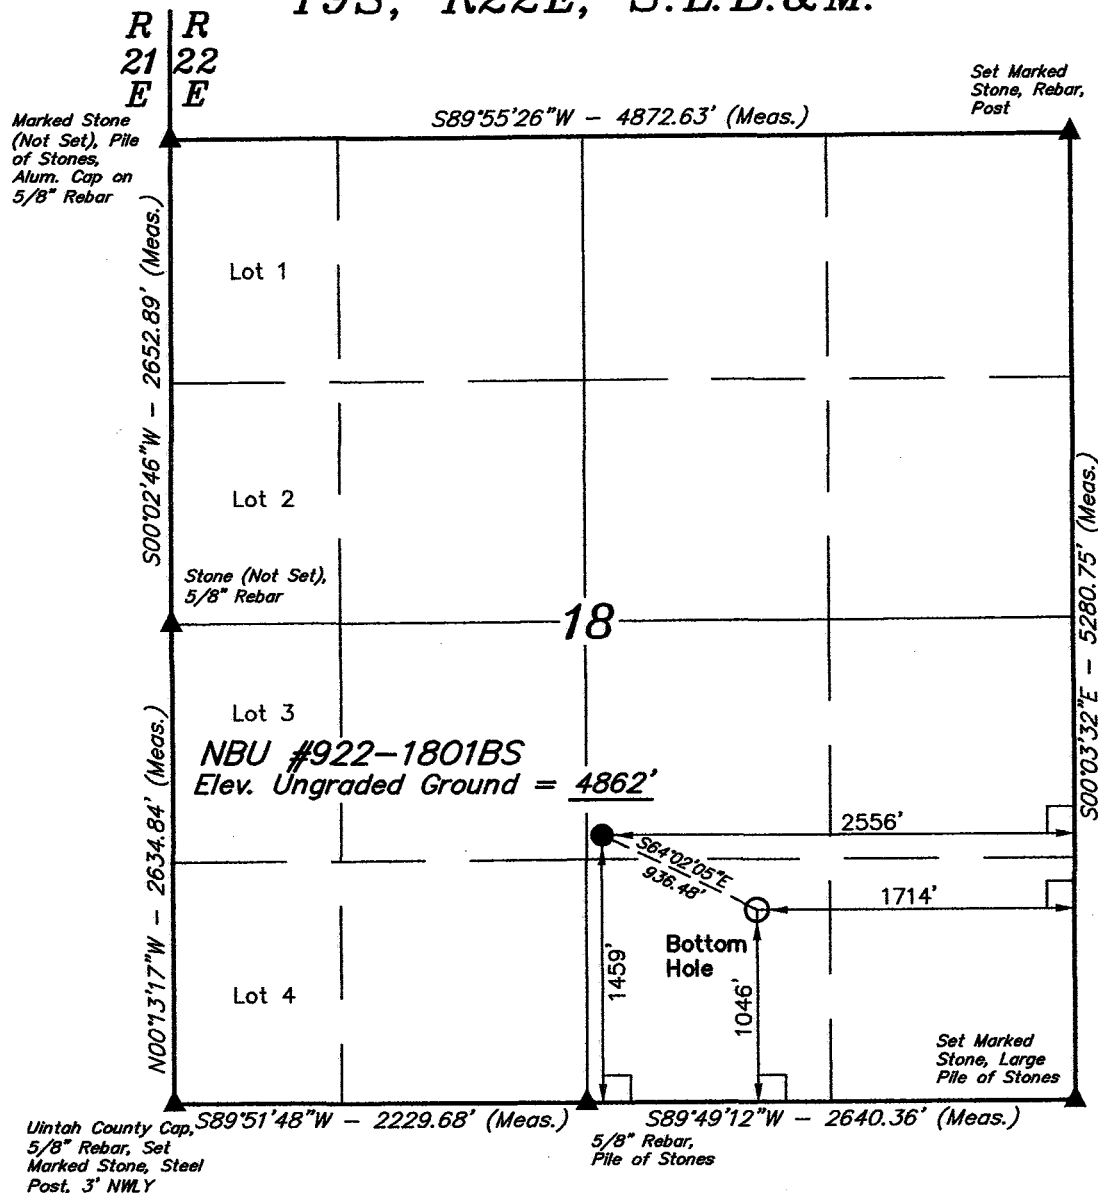 T9S, R22E, S.L.B.&M.
R R
21 22
E E
Set Marked
Stone, Rebar,
Post
Marked Stone
(Not Set), Pile
of Stones,
Alum. Cap on
5/8" Rebar
S89°55'26"W - 4872.63' (Meas.)
S00°02'46"W - 2652.89' (Meas.)
Lot 1
Lot 2
Stone (Not Set),
5/8" Rebar
18
S00°03'32"E - 5280.75' (Meas.)
Lot 3
NBU #922-1801BS
Elev. Ungraded Ground = 4862'
N00°13'17"W - 2634.84' (Meas.)
2556'
S64°02'05"E
936.48'
1714'
Bottom
Hole
1459'
1046'
Lot 4
Set Marked
Stone, Large
Pile of Stones
S89°51'48"W - 2229.68' (Meas.)
S89°49'12"W - 2640.36' (Meas.)
Uintah County Cap,
5/8" Rebar, Set
Marked Stone, Steel
Post, 3' NWLY
5/8" Rebar,
Pile of Stones